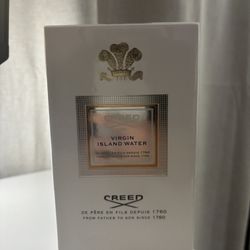 CREED
VIRGIN
ISLAND WATER
CREED
DE PÈRE EN FILS DEPUIS 1760
FROM FATHER TO SON SINCE 1760